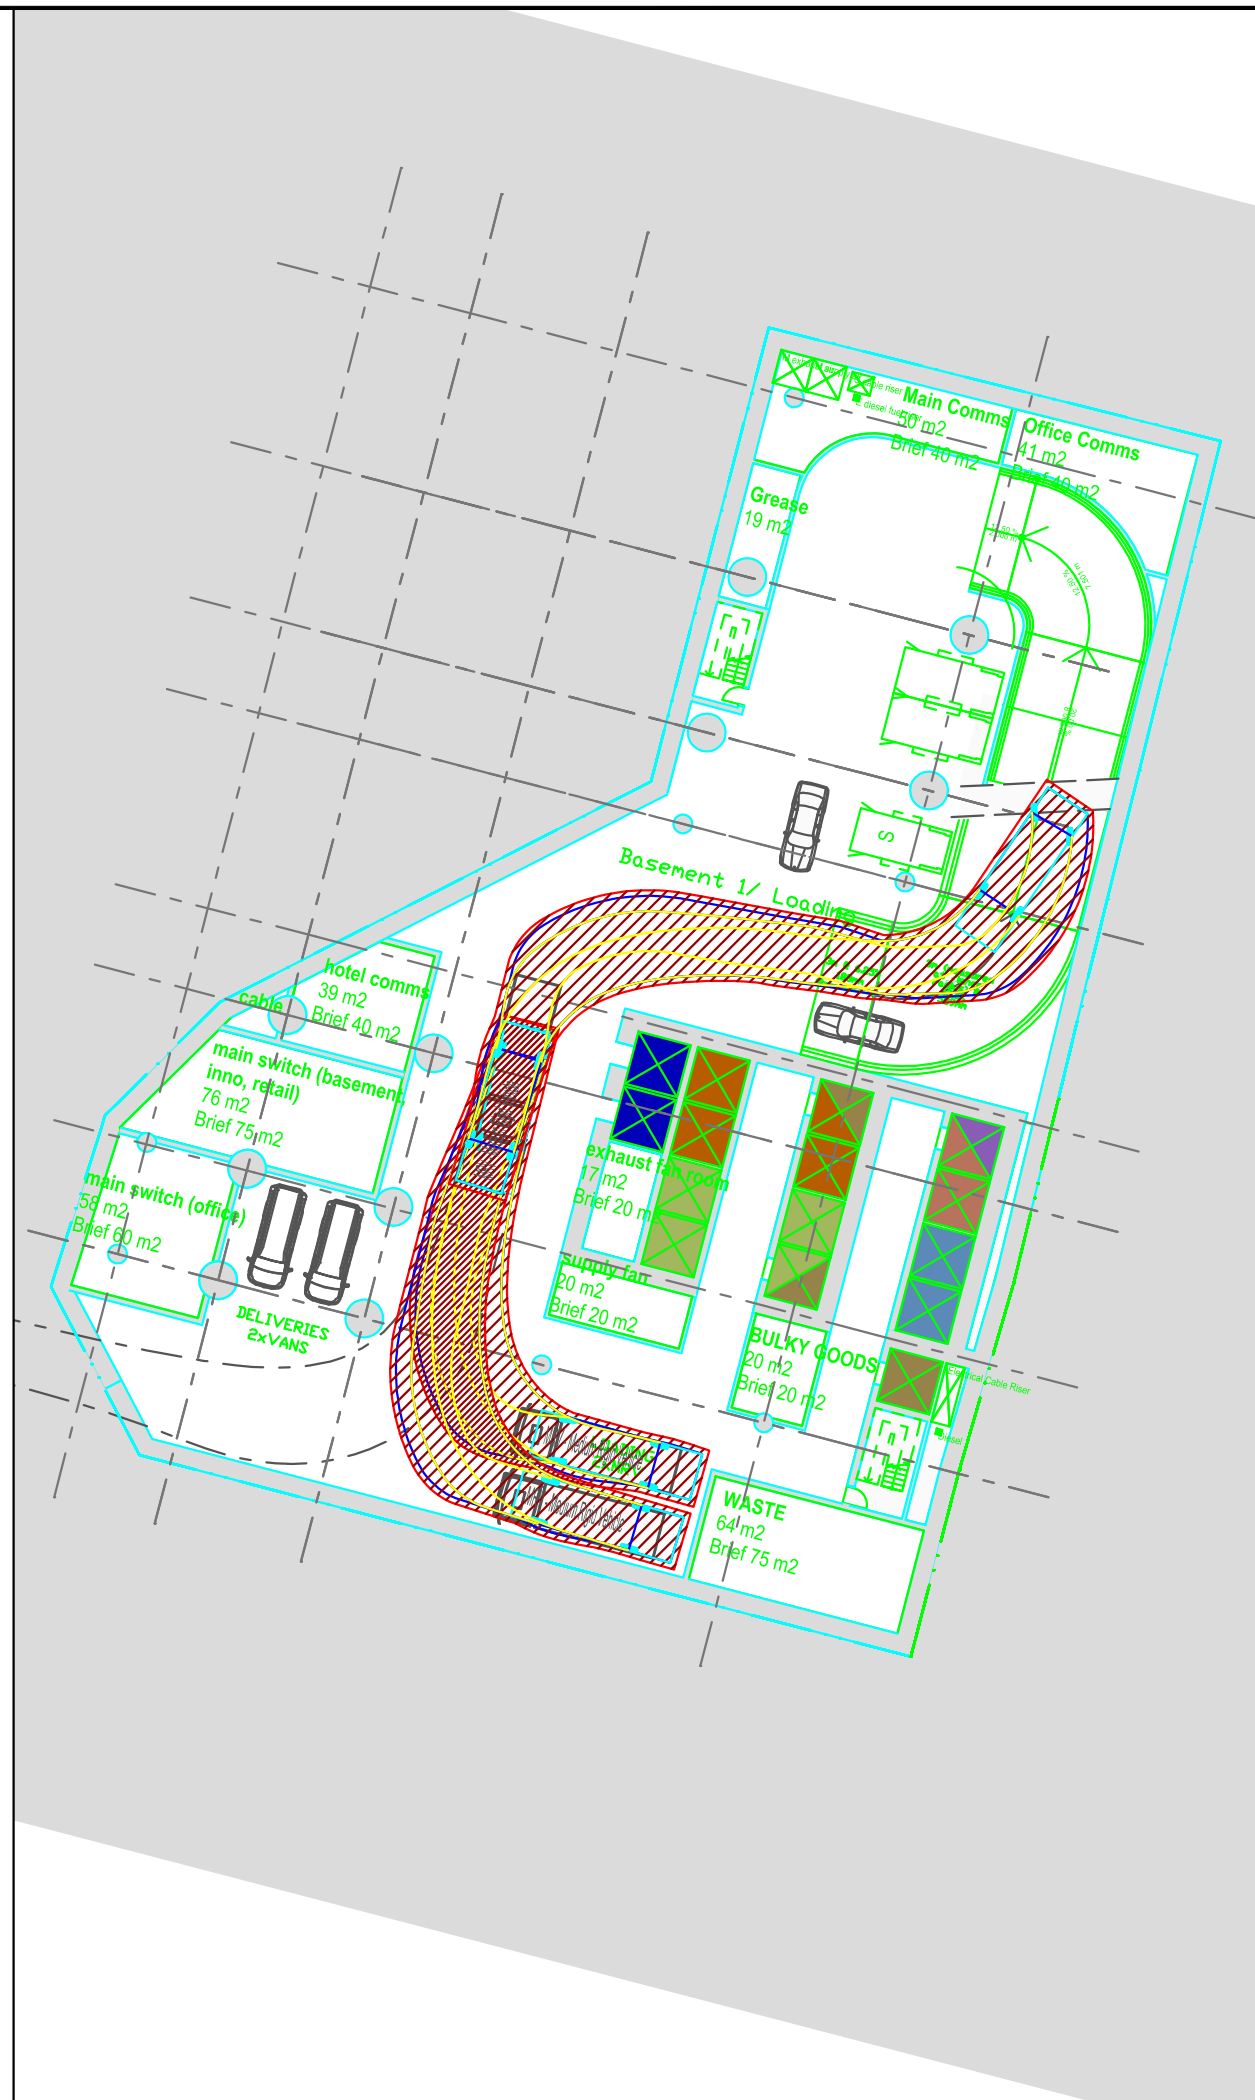 Main Comms
50 m2
Brief 40 m2
Office Comms
41 m2
Brief 40 m2
Grease
19 m2
S
Basement 1/ Loading
hotel comms
39 m2
Brief 40 m2
cable
main switch (basement,
inno, retail)
76 m2
Brief 75 m2
main switch (office)
58 m2
Brief 60 m2
DELIVERIES
2xVANS
exhaust fan room
17 m2
Brief 20 m2
supply fan
20 m2
Brief 20 m2
BULKY GOODS
20 m2
Brief 20 m2
Electrical Cable Riser
Diesel
WASTE
64 m2
Brief 75 m2